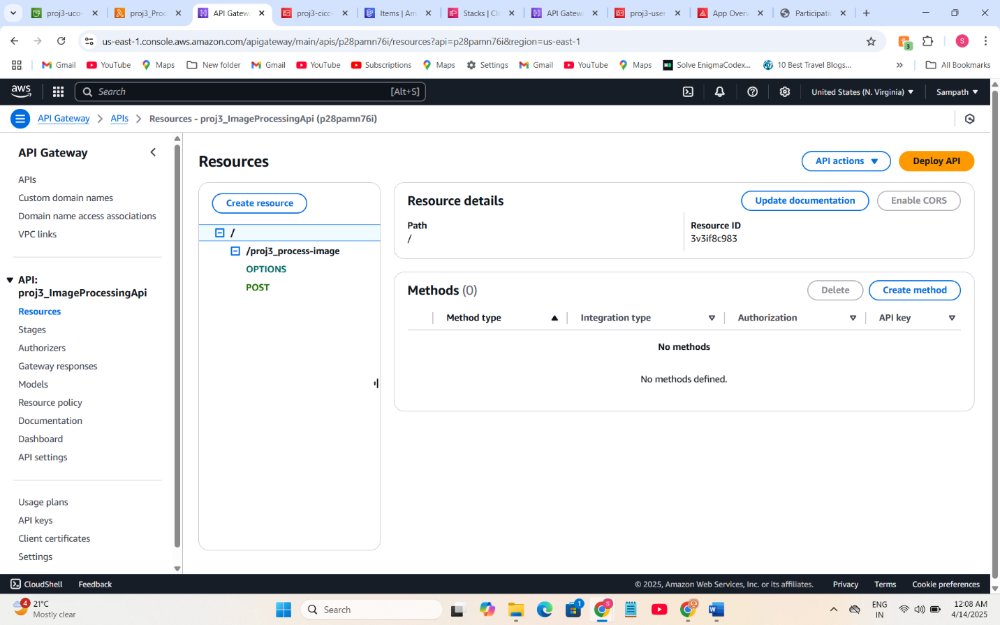 proj3-uco-
proj3_Proc
API Gatew
proj3-cicc-
Items | Am
Stacks | Cl
API Gatew
proj3-user
App Over
Participatic
us-east-1.console.aws.amazon.com/apigateway/main/apis/p28pamn76i/resources?api=p28pamn76i&region=us-east-1
3
S
Gmail
YouTube
Maps
New folder
Gmail
YouTube
Subscriptions
Maps
Settings
Gmail
YouTube
Maps
Solve EnigmaCodex...
10 Best Travel Blogs...
All Bookmarks
aws
Search
[Alt+S]
United States (N. Virginia)
Sampath
API Gateway
APIs
Resources - proj3_ImageProcessingApi (p28pamn76i)
API Gateway
APIs
Custom domain names
Domain name access associations
VPC links
API:
proj3_ImageProcessingApi
Resources
Stages
Authorizers
Gateway responses
Models
Resource policy
Documentation
Dashboard
API settings
Usage plans
API keys
Client certificates
Settings
Resources
API actions
Deploy API
Create resource
/
/proj3_process-image
OPTIONS
POST
Resource details
Update documentation
Enable CORS
Path
/
Resource ID
3v3if8c983
Methods (0)
Delete
Create method
Method type
Integration type
Authorization
API key
No methods
No methods defined.
CloudShell
Feedback
© 2025, Amazon Web Services, Inc. or its affiliates.
Privacy
Terms
Cookie preferences
4
21°C
Mostly clear
Search
1
S
ENG
IN
12:08 AM
4/14/2025